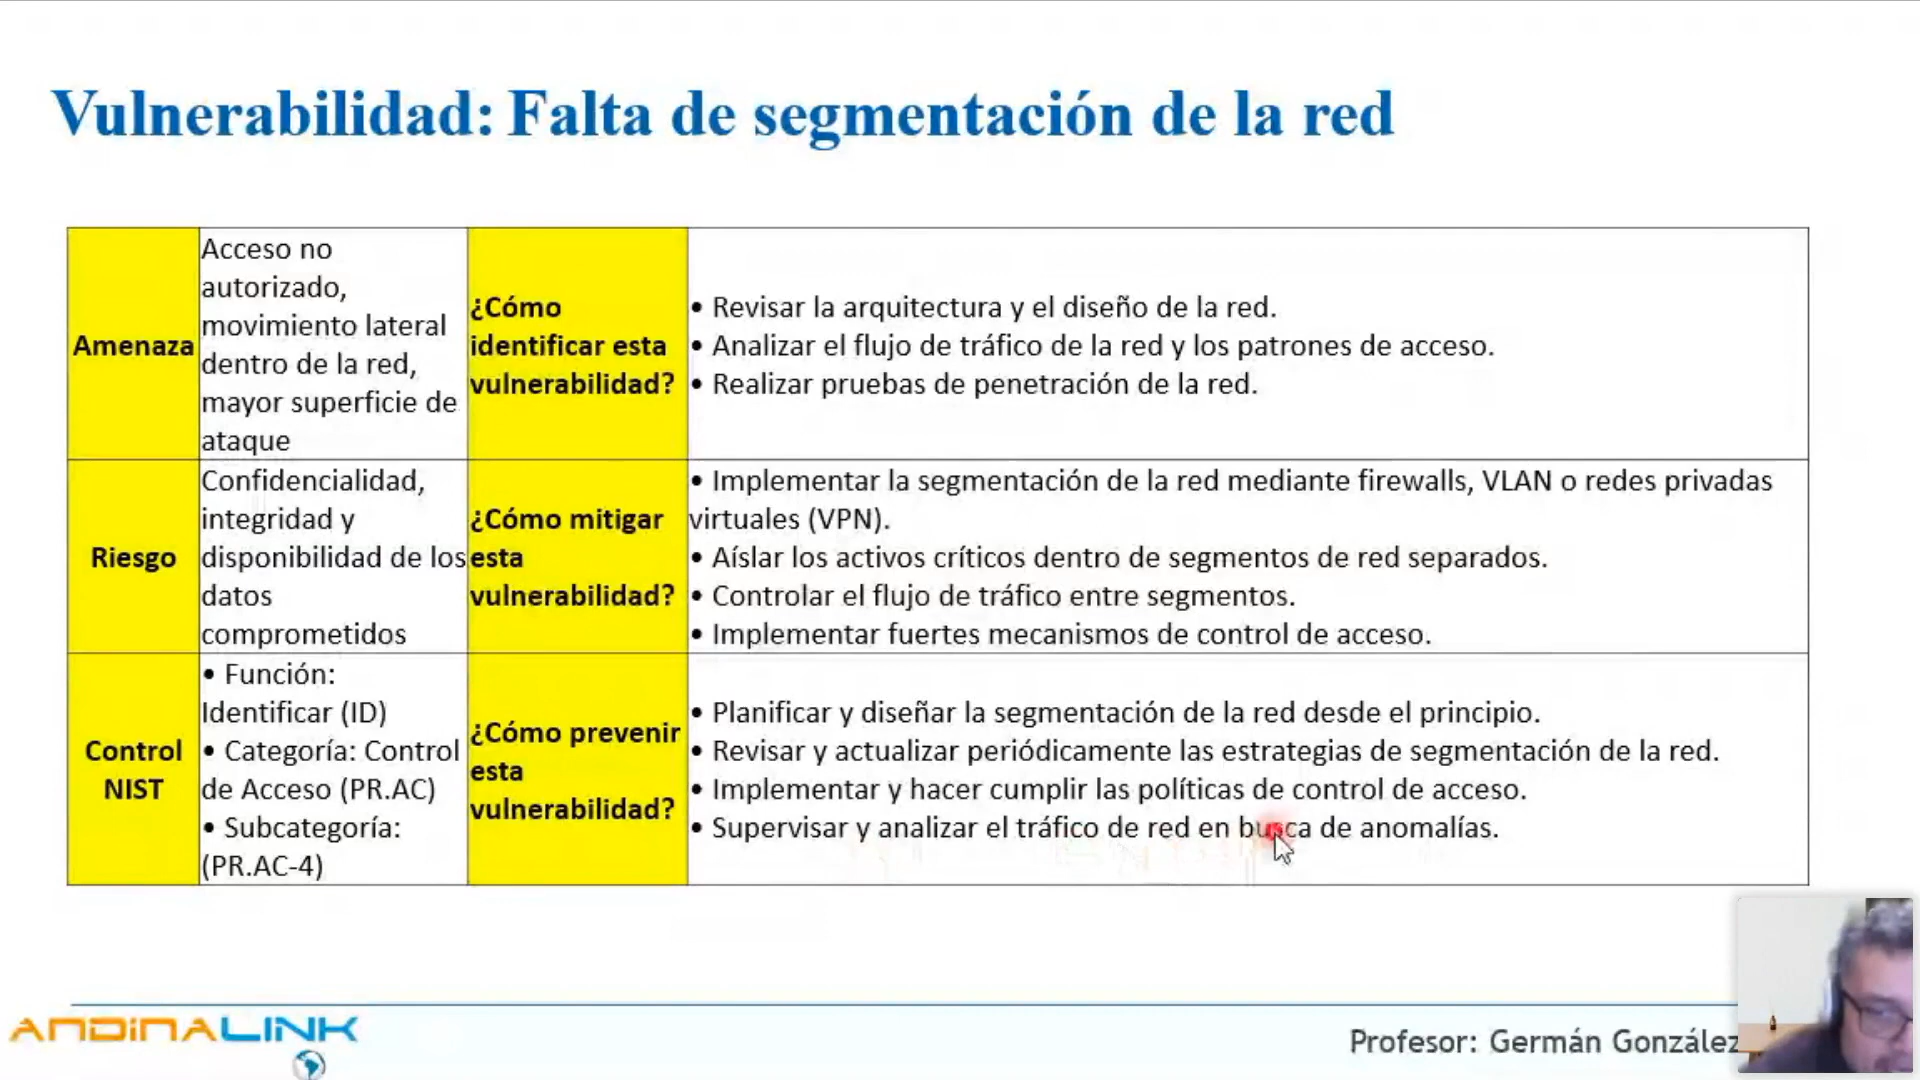 Vulnerabilidad: Falta de segmentación de la red
Amenaza
Acceso no
autorizado,
movimiento lateral
dentro de la red,
mayor superficie de
ataque
¿Cómo
identificar esta
vulnerabilidad?
• Revisar la arquitectura y el diseño de la red.
• Analizar el flujo de tráfico de la red y los patrones de acceso.
• Realizar pruebas de penetración de la red.
Riesgo
Confidencialidad,
integridad y
disponibilidad de los
datos
comprometidos
¿Cómo mitigar
esta
vulnerabilidad?
• Implementar la segmentación de la red mediante firewalls, VLAN o redes privadas
virtuales (VPN).
• Aíslar los activos críticos dentro de segmentos de red separados.
• Controlar el flujo de tráfico entre segmentos.
• Implementar fuertes mecanismos de control de acceso.
Control
NIST
• Función:
Identificar (ID)
• Categoría: Control
de Acceso (PR.AC)
• Subcategoría:
(PR.AC-4)
¿Cómo prevenir
esta
vulnerabilidad?
• Planificar y diseñar la segmentación de la red desde el principio.
• Revisar y actualizar periódicamente las estrategias de segmentación de la red.
• Implementar y hacer cumplir las políticas de control de acceso.
• Supervisar y analizar el tráfico de red en busca de anomalías.
ANDINALINK
Profesor: Germán González